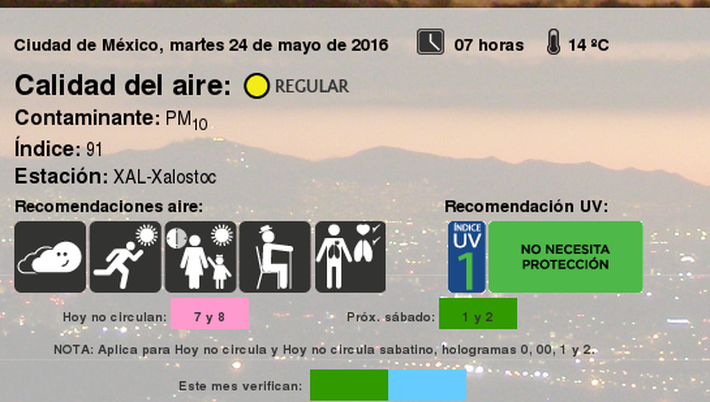 Ciudad de México, martes 24 de mayo de 2016 07 horas 14 ºC
Calidad del aire: REGULAR
Contaminante: PM10
Índice: 91
Estación: XAL-Xalostoc
Recomendaciones aire: Recomendación UV:
ÍNDICE
UV
1
NO NECESITA
PROTECCIÓN
Hoy no circulan: 7 y 8 Próx. sábado: 1 y 2
NOTA: Aplica para Hoy no circula y Hoy no circula sabatino, hologramas 0, 00, 1 y 2.
Este mes verifican: